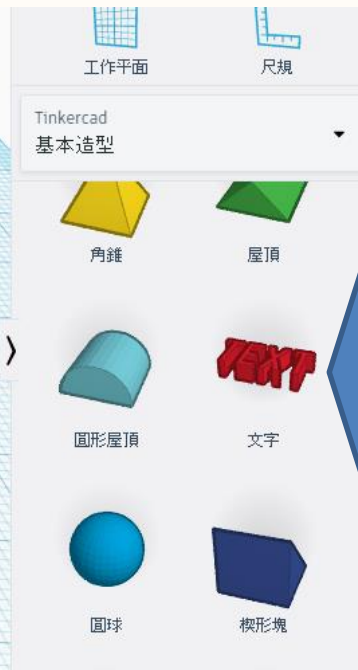 工作平面
尺規
Tinkercad
基本造型
角錐
屋頂
TEXT
圓形屋頂
文字
圓球
楔形塊